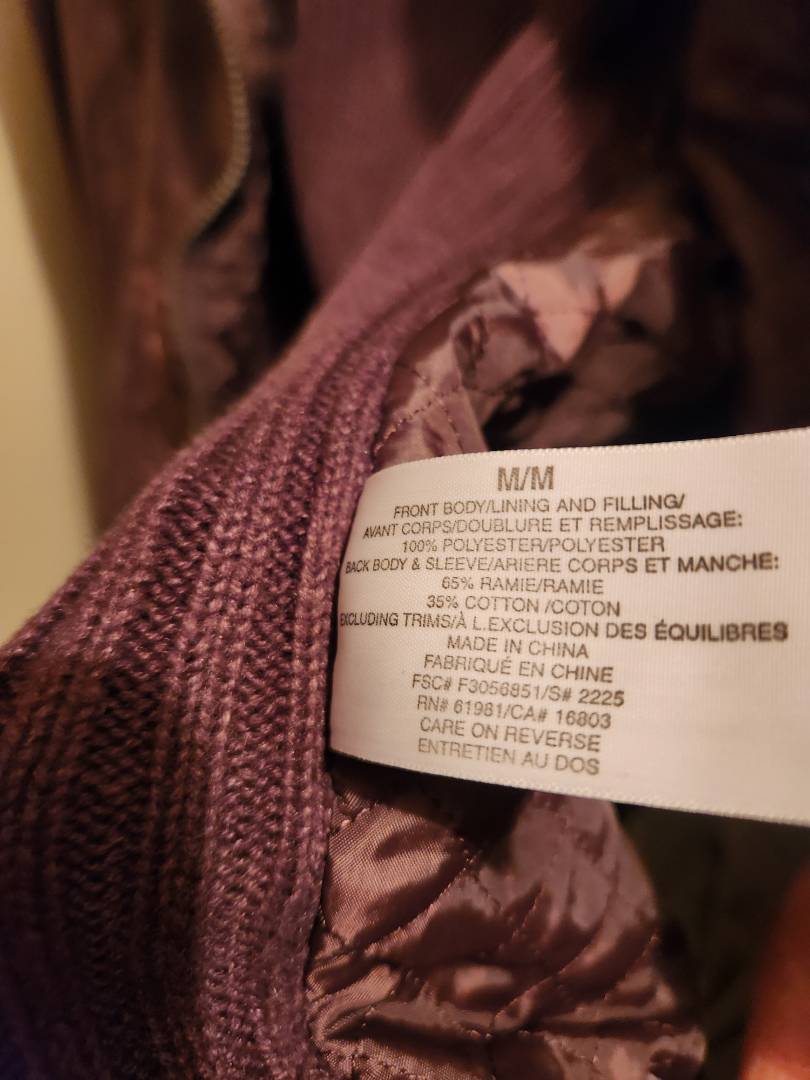 M/M
FRONT BODY/LINING AND FILLING/
AVANT CORPS/DOUBLURE ET REMPLISSAGE:
100% POLYESTER/POLYESTER
BACK BODY & SLEEVE/ARIERE CORPS ET MANCHE:
65% RAMIE/RAMIE
35% COTTON /COTON
EXCLUDING TRIMS/À L.EXCLUSION DES ÉQUILIBRES
MADE IN CHINA
FABRIQUÉ EN CHINE
FSC# F3056851/S# 2225
RN# 61981/CA# 16803
CARE ON REVERSE
ENTRETIEN AU DOS